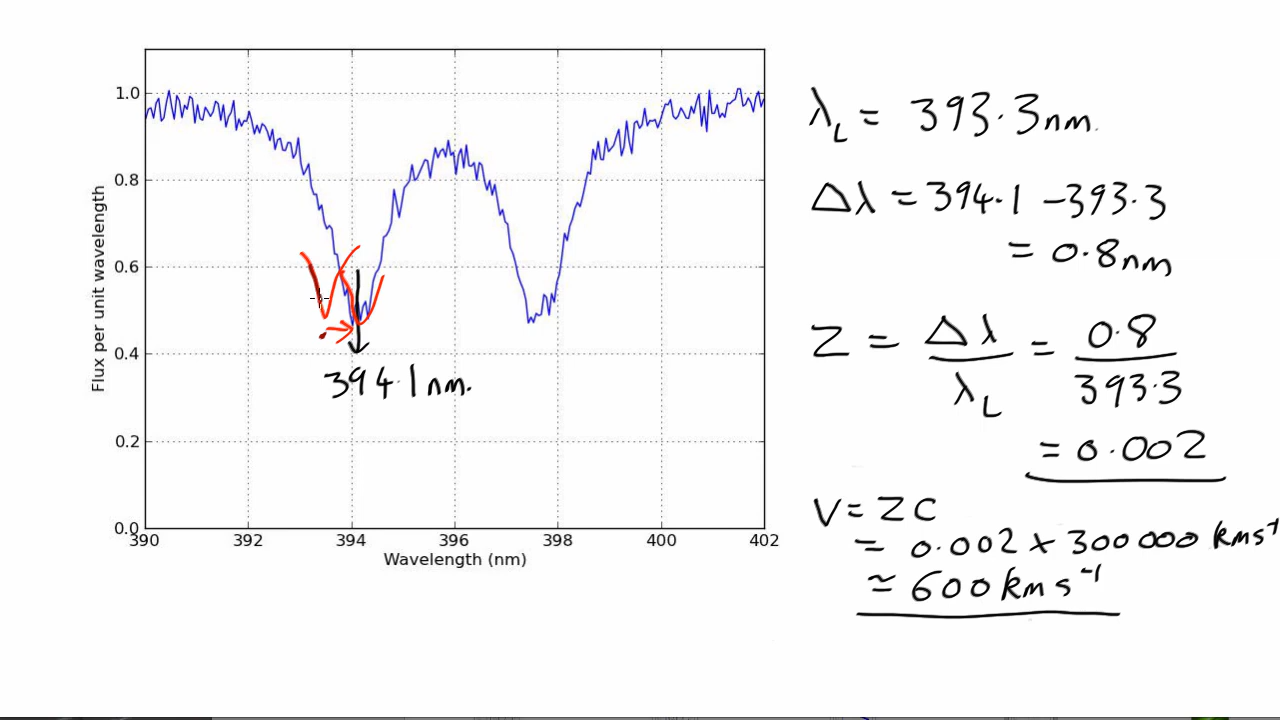 1.0
0.8
0.6
0.4
0.2
0.0
390 392 394 396 398 400 402
Wavelength (nm)
Flux per unit wavelength
394.1nm.
λL = 393.3nm.
Δλ = 394.1 -393.3
= 0.8nm
Z = Δλ/λL = 0.8/393.3
= 0.002
V = ZC
= 0.002 × 300000 kms⁻¹
≃ 600kms⁻¹